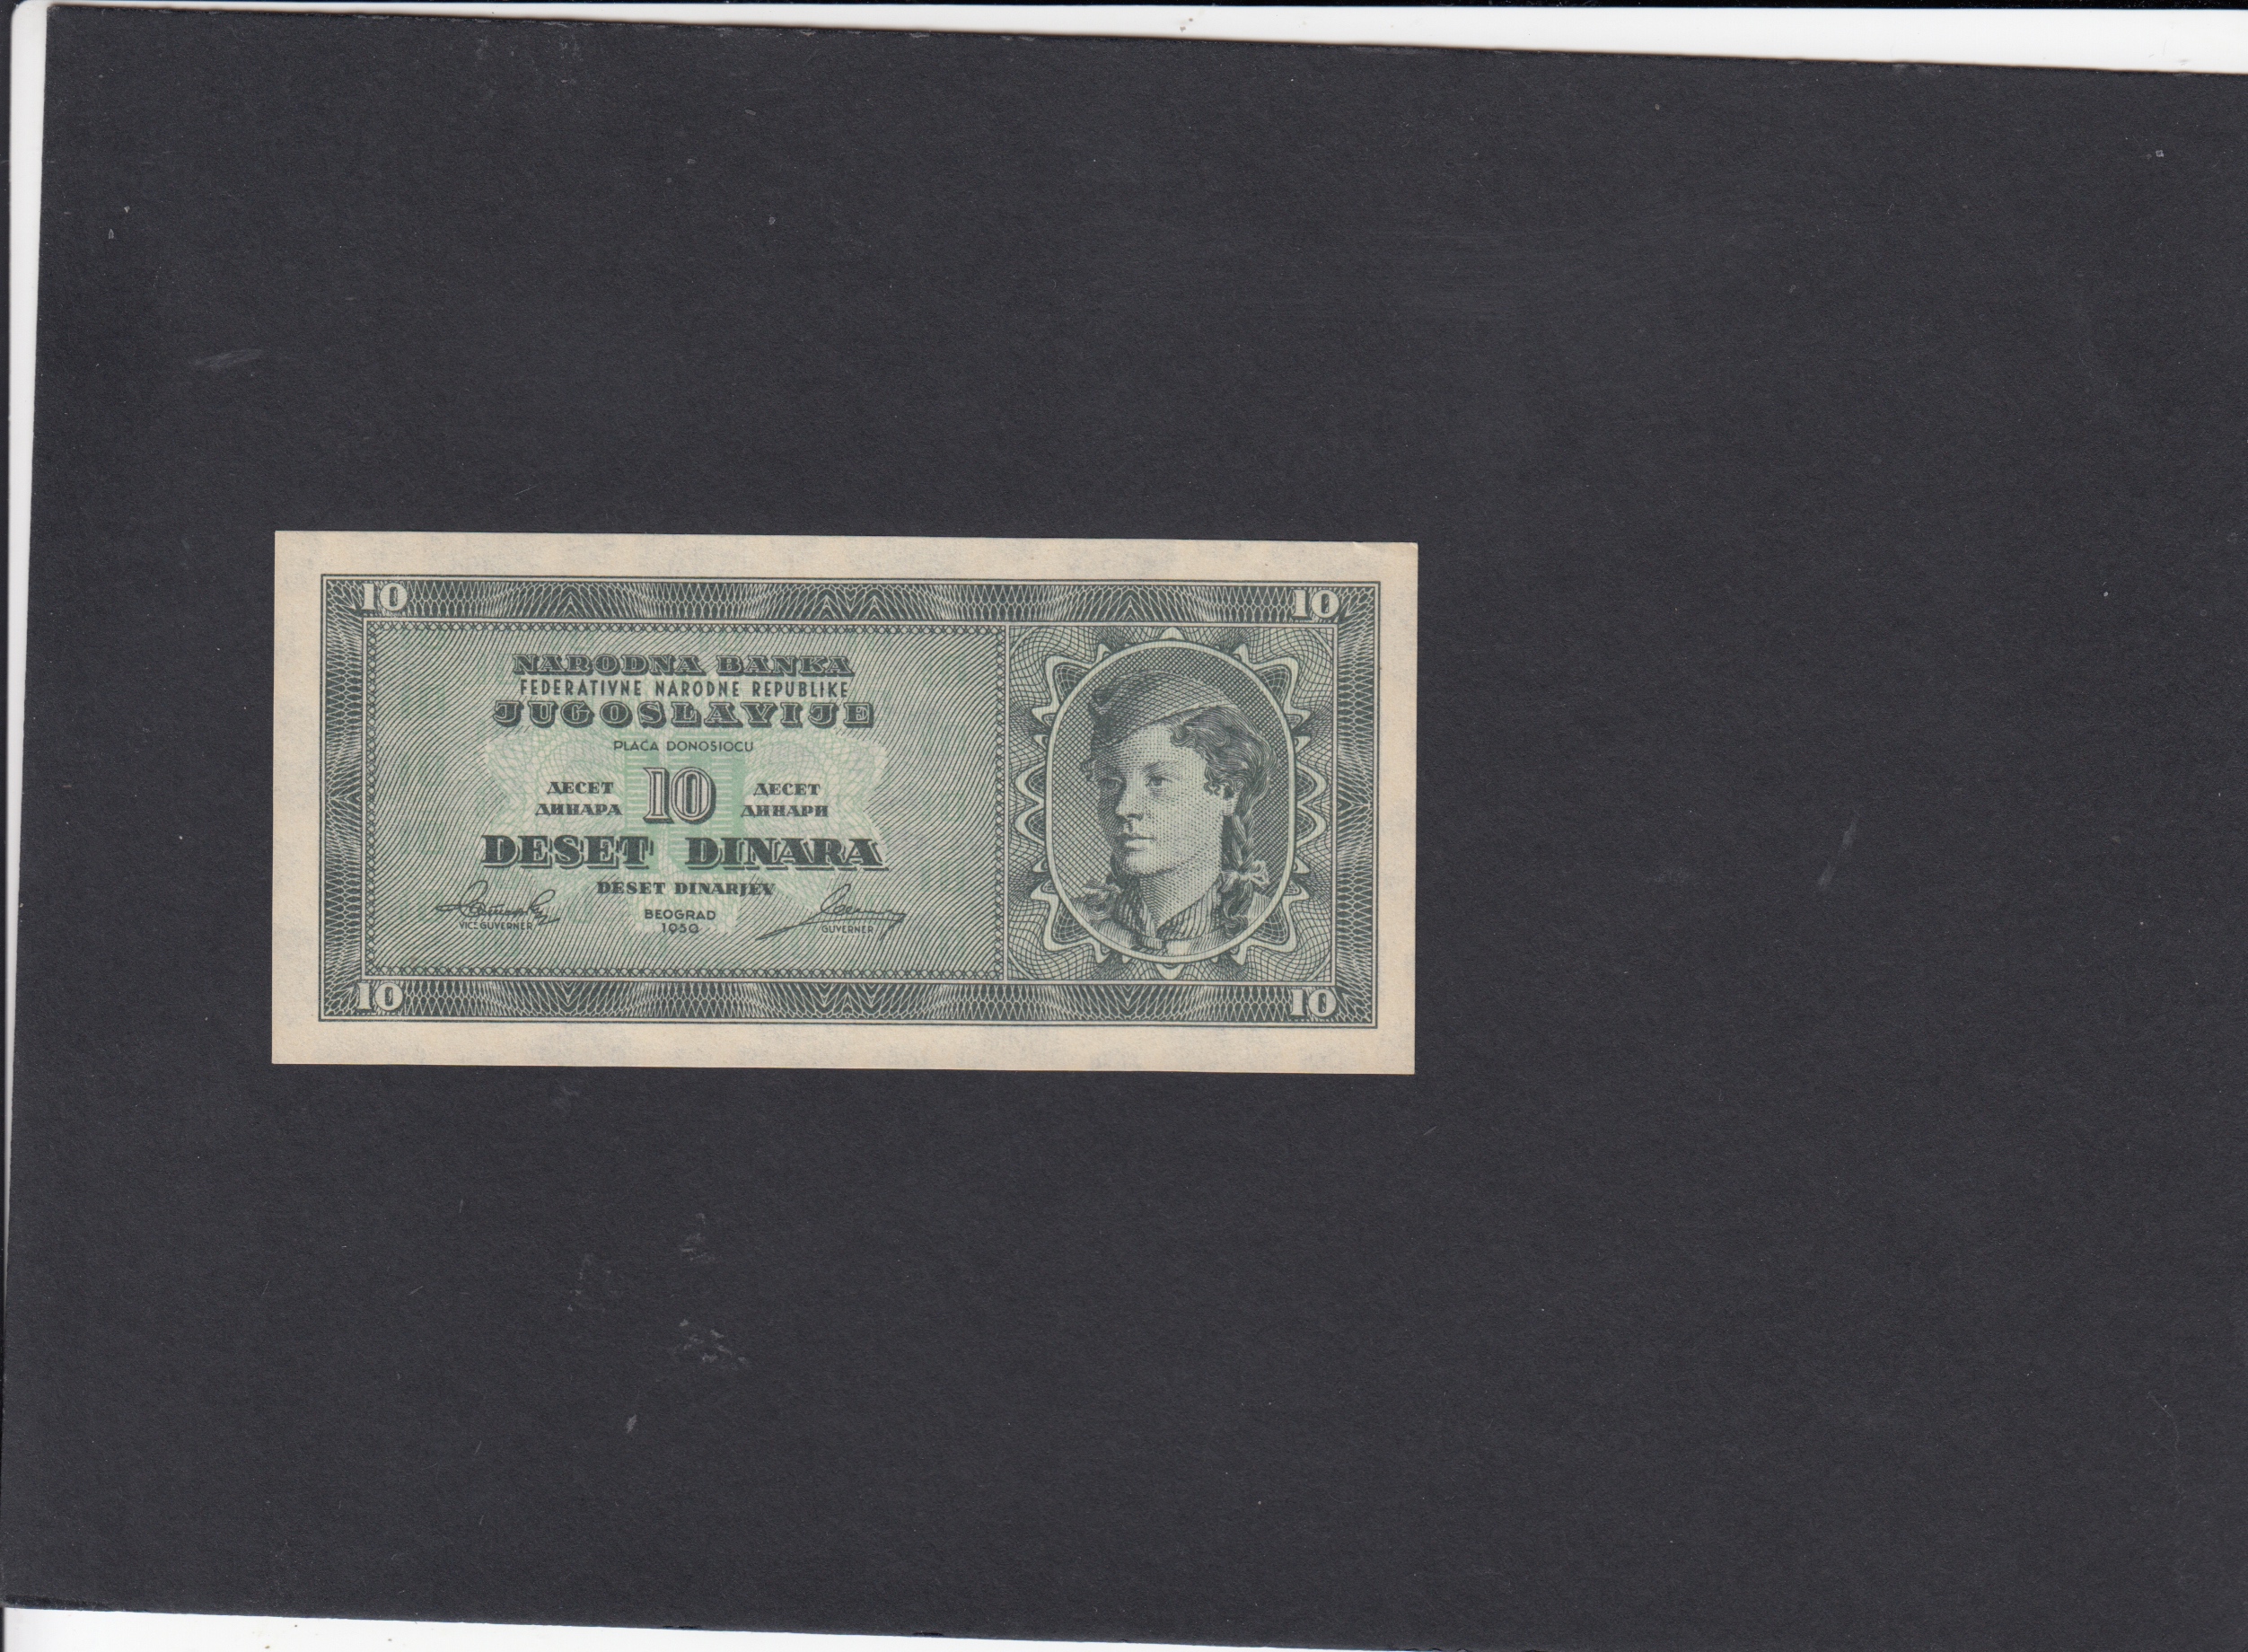 10 10
NARODNA BANKA
FEDERATIVNE NARODNE REPUBLIKE
JUGOSLAVIJE
PLAĆA DONOSIOCU
ДЕСЕТ ДИНАРА
10
ДЕСЕТ ДИНАРИ
DESET DINARA
DESET DINARJEV
VICEGUVERNER
BEOGRAD
1950
GUVERNER
10 10